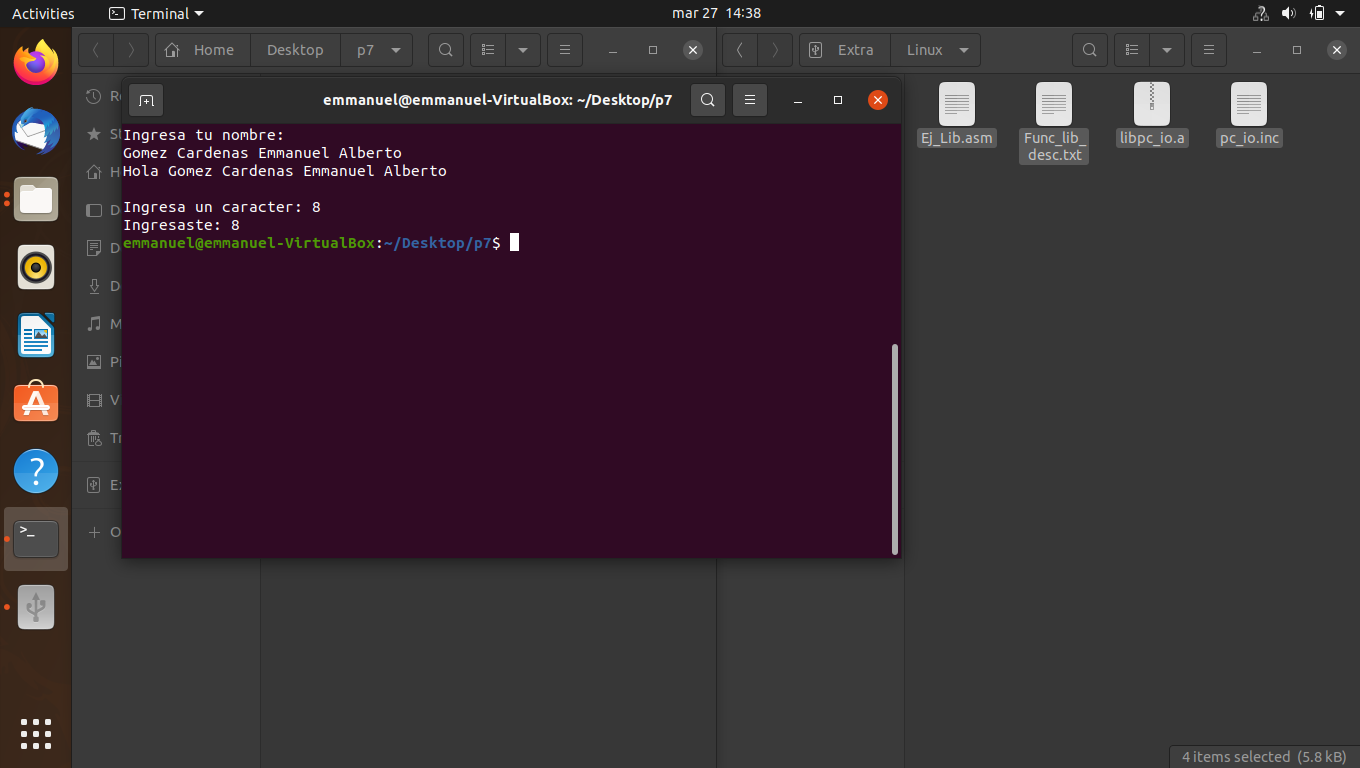 Activities
Terminal
mar 27 14:38
Home
Desktop
p7
Extra
Linux
emmanuel@emmanuel-VirtualBox: ~/Desktop/p7
Ingresa tu nombre:
Gomez Cardenas Emmanuel Alberto
Hola Gomez Cardenas Emmanuel Alberto
Ingresa un caracter: 8
Ingresaste: 8
emmanuel@emmanuel-VirtualBox:~/Desktop/p7$
Ej_Lib.asm
Func_lib_
desc.txt
libpc_io.a
pc_io.inc
4 items selected (5.8 kB)